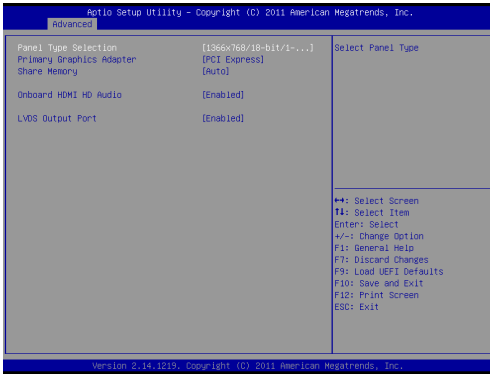 Aptio Setup Utility – Copyright (C) 2011 American Megatrends, Inc.
Advanced
Panel Type Selection [1366x768/18-bit/1-...]
Primary Graphics Adapter [PCI Express]
Share Memory [Auto]
Onboard HDMI HD Audio [Enabled]
LVDS Output Port [Enabled]
Select Panel Type
↔: Select Screen
↑↓: Select Item
Enter: Select
+/-: Change Option
F1: General Help
F7: Discard Changes
F9: Load UEFI Defaults
F10: Save and Exit
F12: Print Screen
ESC: Exit
Version 2.14.1219. Copyright (C) 2011 American Megatrends, Inc.